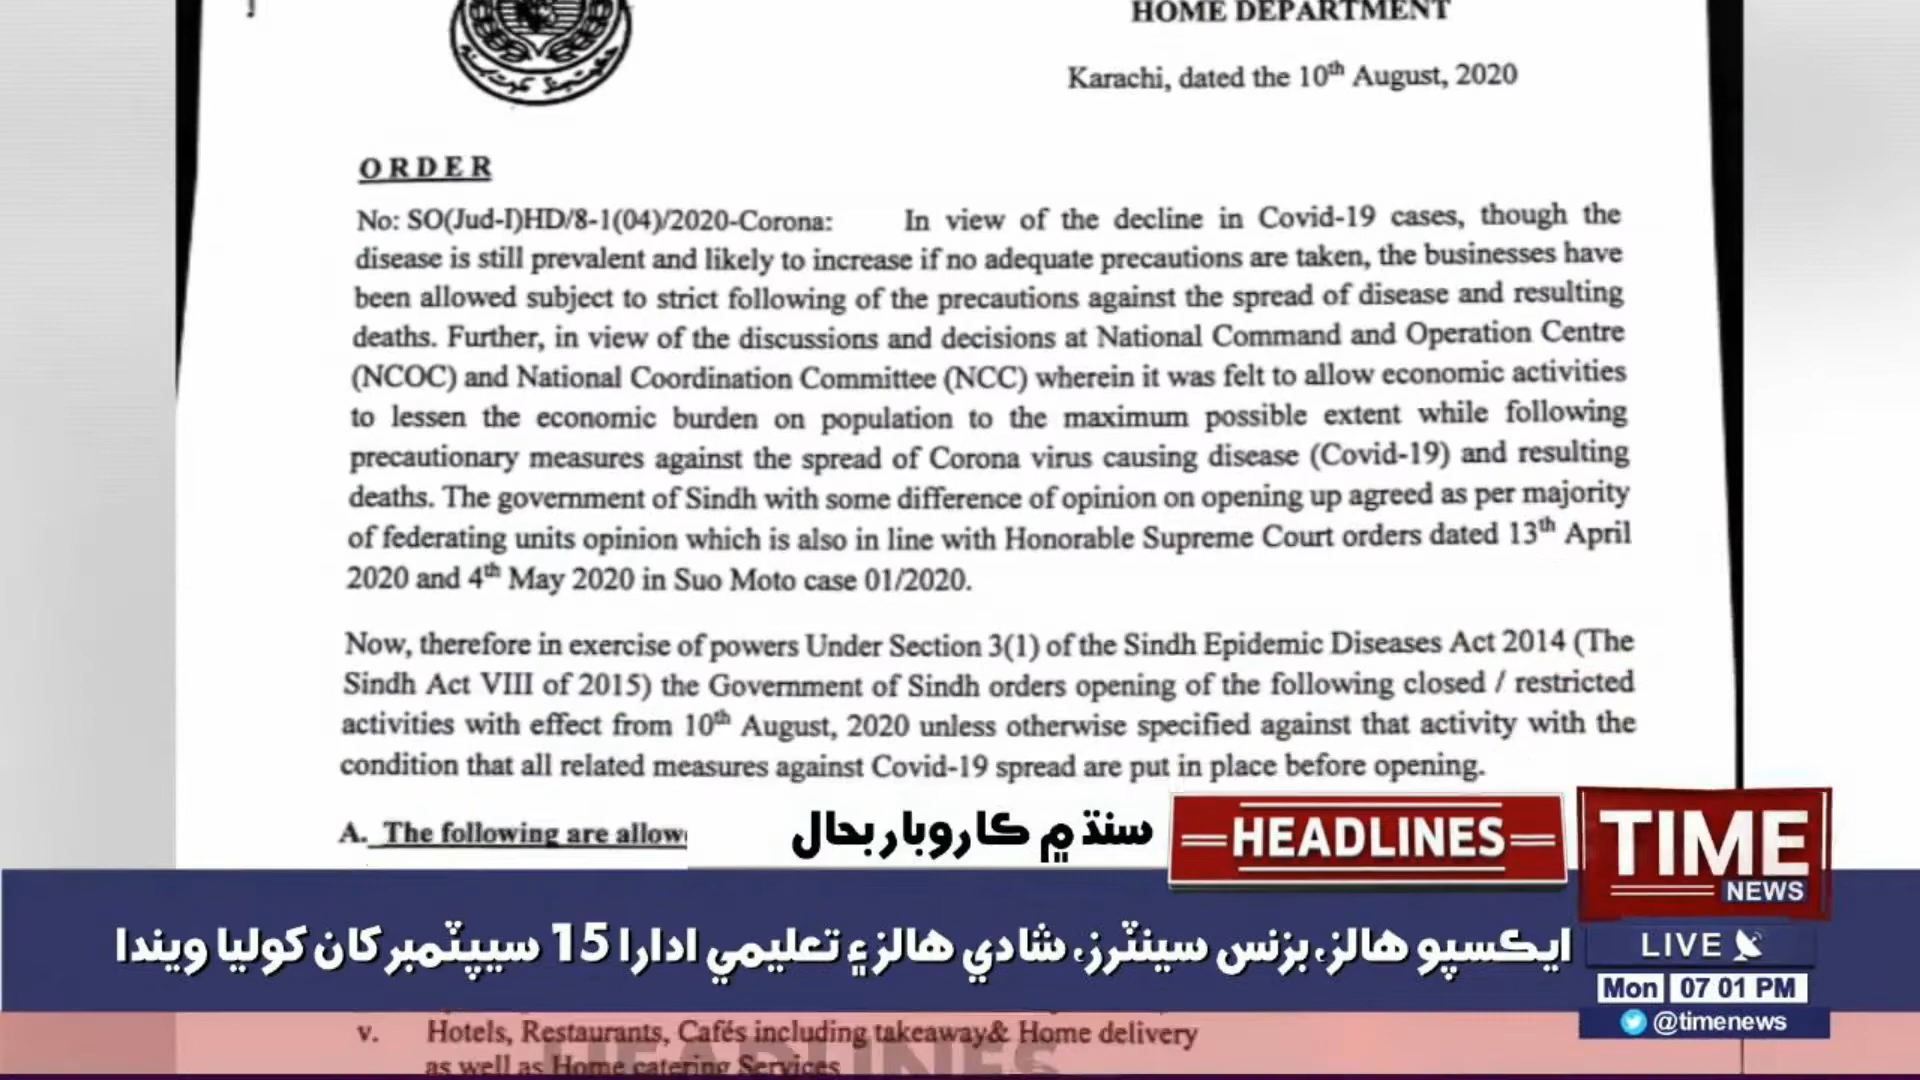 HOME DEPARTMENT
Karachi, dated the 10th August, 2020
ORDER
No: SO(Jud-I)HD/8-1(04)/2020-Corona: In view of the decline in Covid-19 cases, though the
disease is still prevalent and likely to increase if no adequate precautions are taken, the businesses have
been allowed subject to strict following of the precautions against the spread of disease and resulting
deaths. Further, in view of the discussions and decisions at National Command and Operation Centre
(NCOC) and National Coordination Committee (NCC) wherein it was felt to allow economic activities
to lessen the economic burden on population to the maximum possible extent while following
precautionary measures against the spread of Corona virus causing disease (Covid-19) and resulting
deaths. The government of Sindh with some difference of opinion on opening up agreed as per majority
of federating units opinion which is also in line with Honorable Supreme Court orders dated 13th April
2020 and 4th May 2020 in Suo Moto case 01/2020.
Now, therefore in exercise of powers Under Section 3(1) of the Sindh Epidemic Diseases Act 2014 (The
Sindh Act VIII of 2015) the Government of Sindh orders opening of the following closed / restricted
activities with effect from 10th August, 2020 unless otherwise specified against that activity with the
condition that all related measures against Covid-19 spread are put in place before opening.
A. The following are allow
سنڌ ۾ ڪاروبار بحال
HEADLINES
TIME
NEWS
ايڪسپو هالز، بزنس سينٽرز، شادي هالز ۽ تعليمي ادارا 15 سيپٽمبر کان کوليا ويندا
LIVE
Mon 07 01 PM
@timenews
v. Hotels, Restaurants, Cafés including takeaway& Home delivery
as well as Home catering Services
HEADLINES